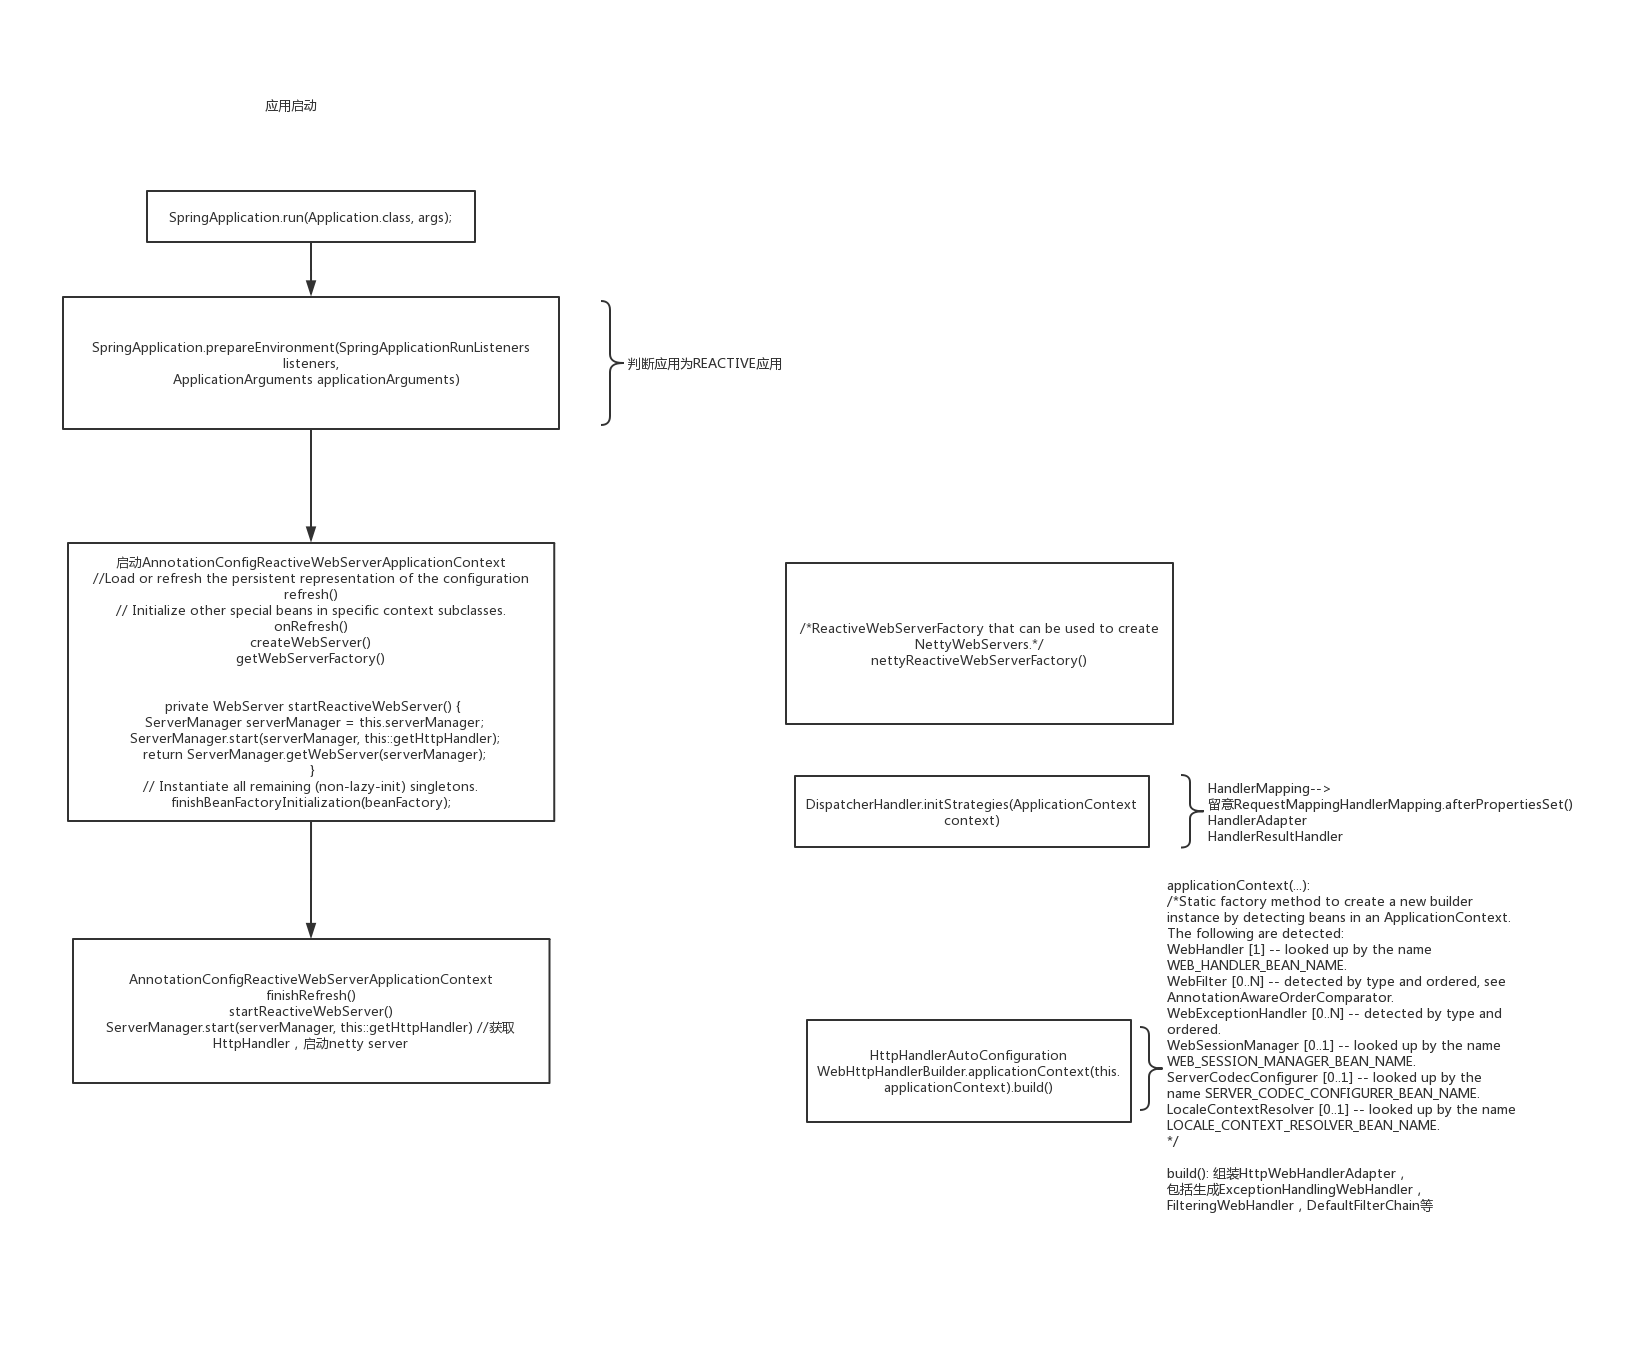 应用启动
SpringApplication.run(Application.class, args);
SpringApplication.prepareEnvironment(SpringApplicationRunListeners
listeners,
ApplicationArguments applicationArguments)
判断应用为REACTIVE应用
启动AnnotationConfigReactiveWebServerApplicationContext
//Load or refresh the persistent representation of the configuration
refresh()
// Initialize other special beans in specific context subclasses.
onRefresh()
createWebServer()
getWebServerFactory()
private WebServer startReactiveWebServer() {
ServerManager serverManager = this.serverManager;
ServerManager.start(serverManager, this::getHttpHandler);
return ServerManager.getWebServer(serverManager);
}
// Instantiate all remaining (non-lazy-init) singletons.
finishBeanFactoryInitialization(beanFactory);
/*ReactiveWebServerFactory that can be used to create
NettyWebServers.*/
nettyReactiveWebServerFactory()
DispatcherHandler.initStrategies(ApplicationContext
context)
HandlerMapping-->
留意RequestMappingHandlerMapping.afterPropertiesSet()
HandlerAdapter
HandlerResultHandler
AnnotationConfigReactiveWebServerApplicationContext
finishRefresh()
startReactiveWebServer()
ServerManager.start(serverManager, this::getHttpHandler) //获取
HttpHandler，启动netty server
HttpHandlerAutoConfiguration
WebHttpHandlerBuilder.applicationContext(this.
applicationContext).build()
applicationContext(...):
/*Static factory method to create a new builder
instance by detecting beans in an ApplicationContext.
The following are detected:
WebHandler [1] -- looked up by the name
WEB_HANDLER_BEAN_NAME.
WebFilter [0..N] -- detected by type and ordered, see
AnnotationAwareOrderComparator.
WebExceptionHandler [0..N] -- detected by type and
ordered.
WebSessionManager [0..1] -- looked up by the name
WEB_SESSION_MANAGER_BEAN_NAME.
ServerCodecConfigurer [0..1] -- looked up by the
name SERVER_CODEC_CONFIGURER_BEAN_NAME.
LocaleContextResolver [0..1] -- looked up by the name
LOCALE_CONTEXT_RESOLVER_BEAN_NAME.
*/
build(): 组装HttpWebHandlerAdapter，
包括生成ExceptionHandlingWebHandler，
FilteringWebHandler，DefaultFilterChain等